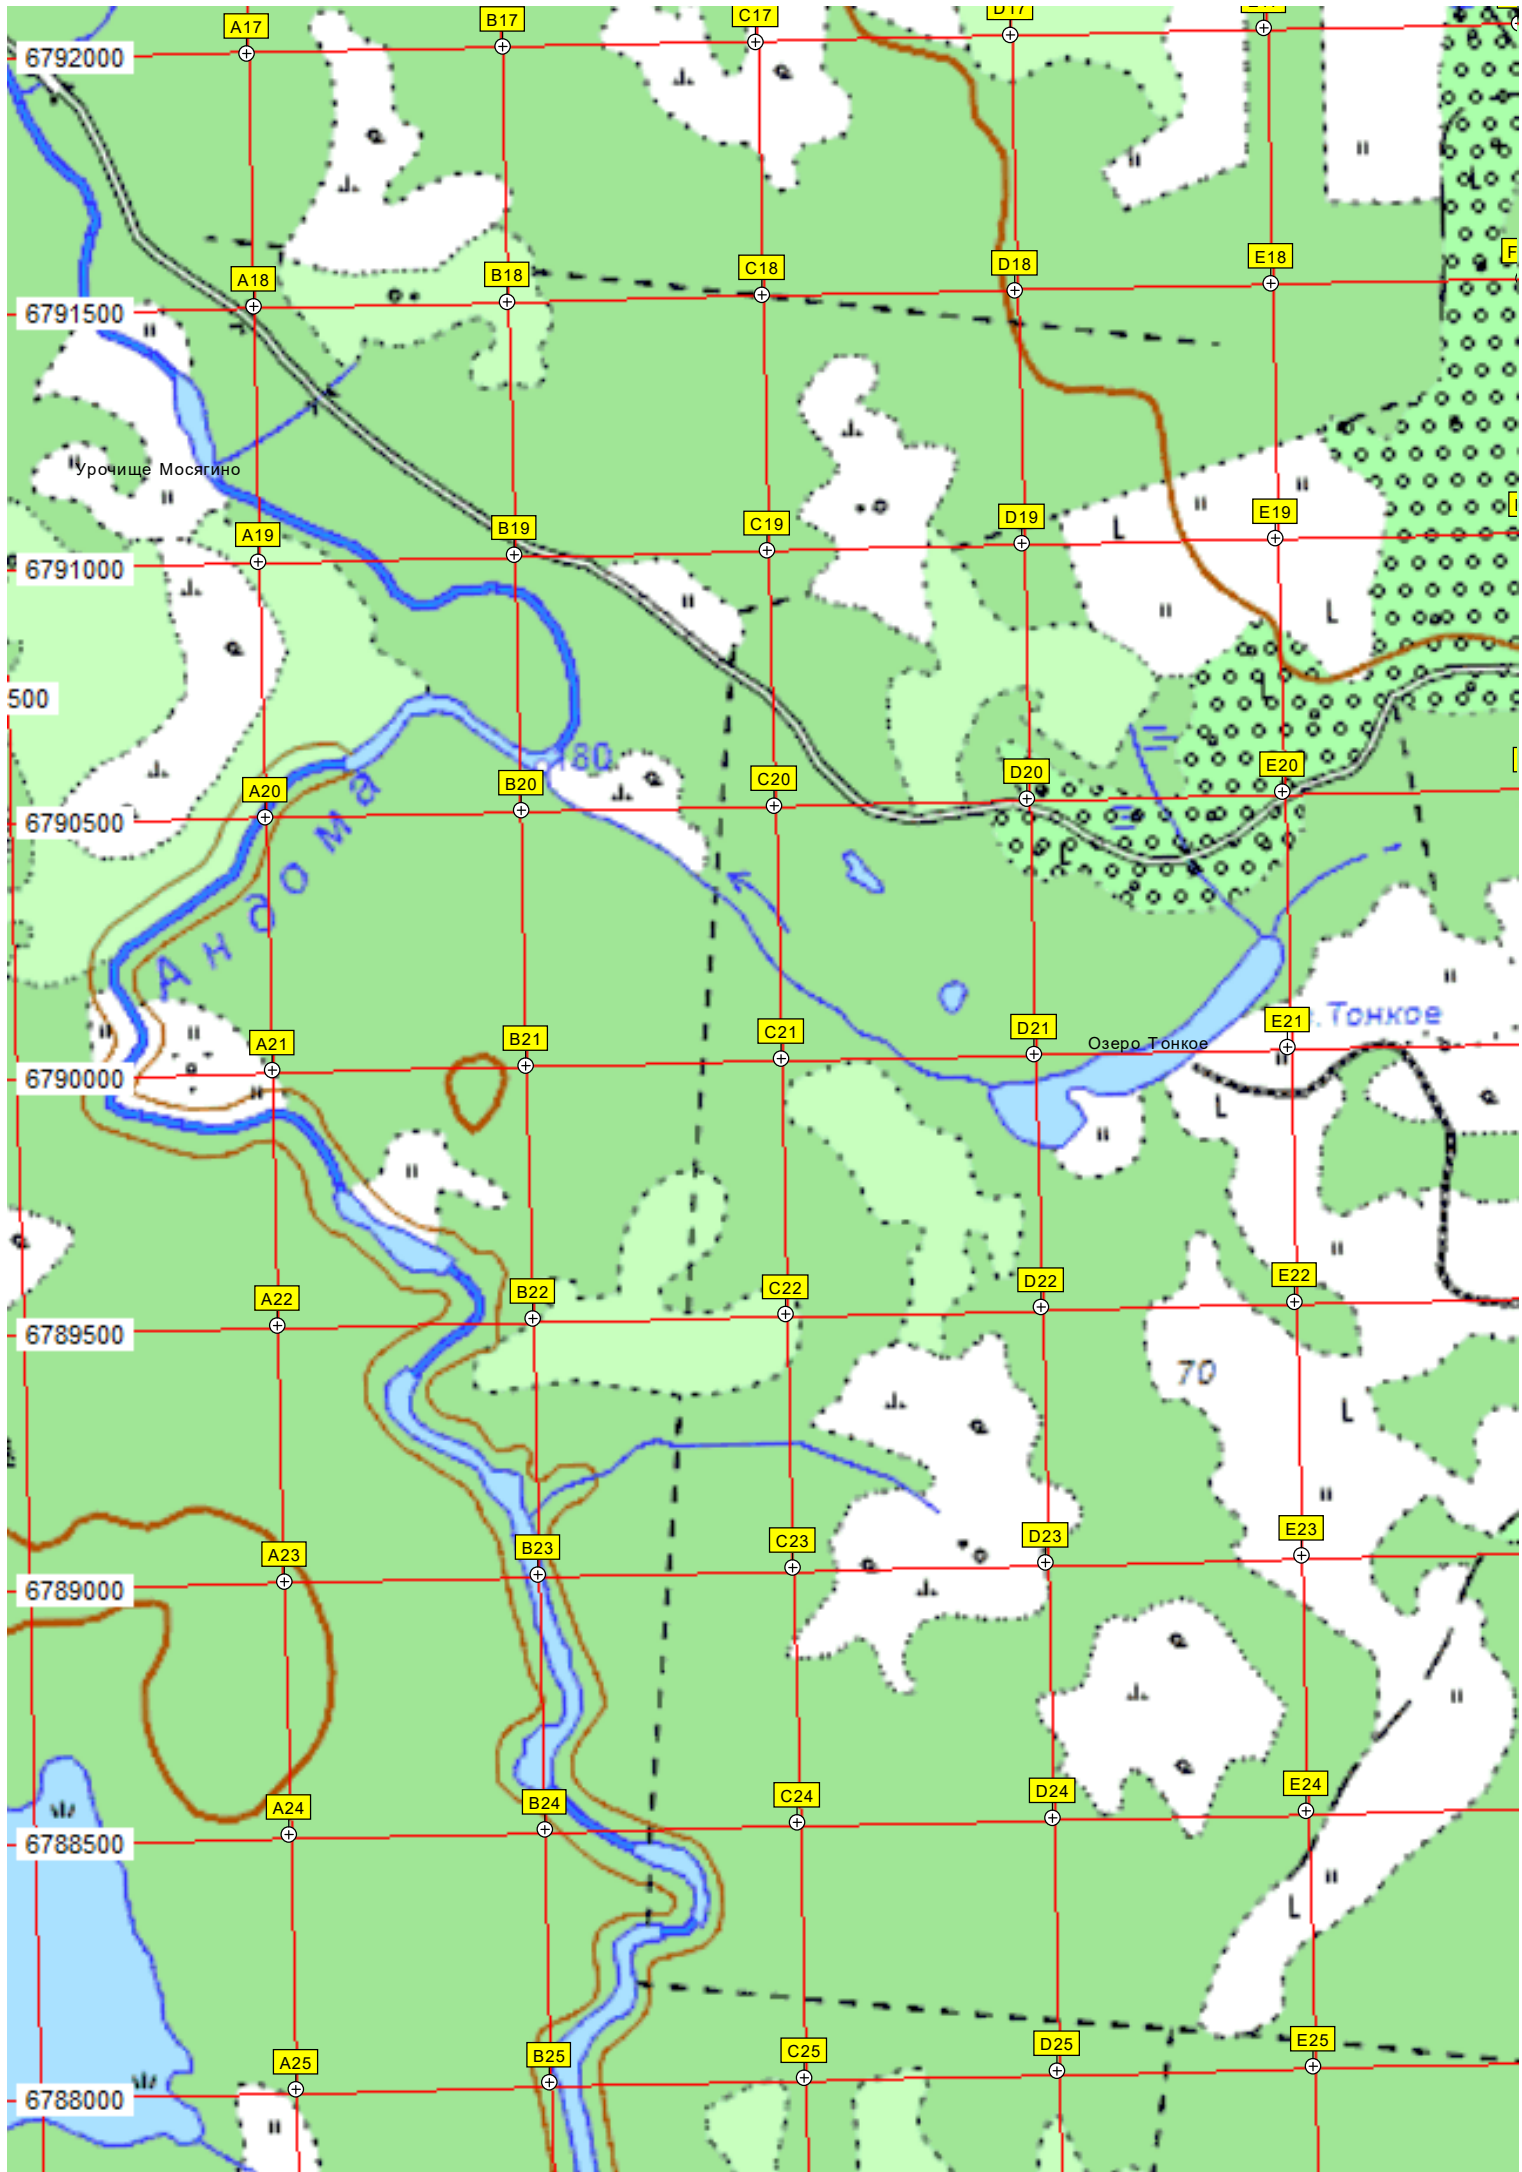 A17 B17 C17 D17
6792000
A18 B18 C18 D18 E18
6791500
Урочище Мосягино
A19 B19 C19 D19 E19
6791000
500
180
A20 B20 C20 D20 E20
6790500
Андома
A21 B21 C21 D21 E21
. Тонкое
Озеро Тонкое
6790000
A22 B22 C22 D22 E22
6789500
70
A23 B23 C23 D23 E23
6789000
A24 B24 C24 D24 E24
6788500
A25 B25 C25 D25 E25
6788000